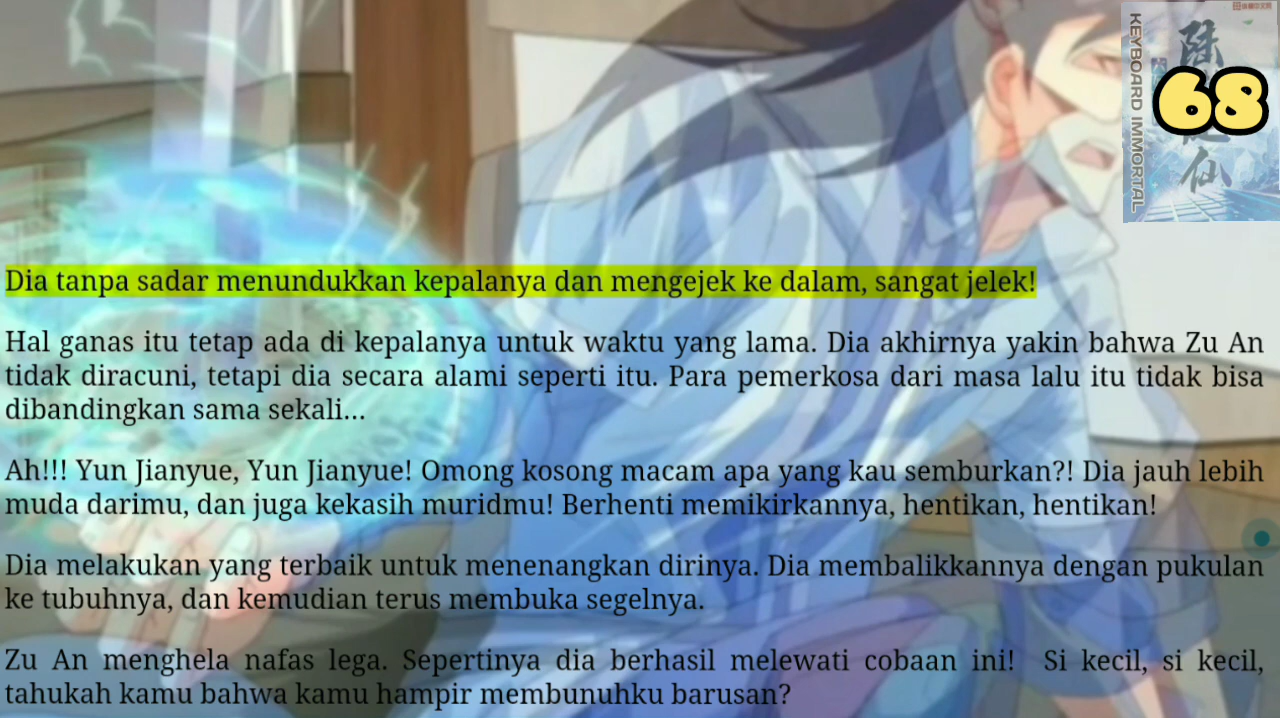 KEYBOARD IMMORTAL
68
仙
Dia tanpa sadar menundukkan kepalanya dan mengejek ke dalam, sangat jelek!
Hal ganas itu tetap ada di kepalanya untuk waktu yang lama. Dia akhirnya yakin bahwa Zu An
tidak diracuni, tetapi dia secara alami seperti itu. Para pemerkosa dari masa lalu itu tidak bisa
dibandingkan sama sekali...
Ah!!! Yun Jianyue, Yun Jianyue! Omong kosong macam apa yang kau semburkan?! Dia jauh lebih
muda darimu, dan juga kekasih muridmu! Berhenti memikirkannya, hentikan, hentikan!
Dia melakukan yang terbaik untuk menenangkan dirinya. Dia membalikkannya dengan pukulan
ke tubuhnya, dan kemudian terus membuka segelnya.
Zu An menghela nafas lega. Sepertinya dia berhasil melewati cobaan ini! Si kecil, si kecil,
tahukah kamu bahwa kamu hampir membunuhku barusan?